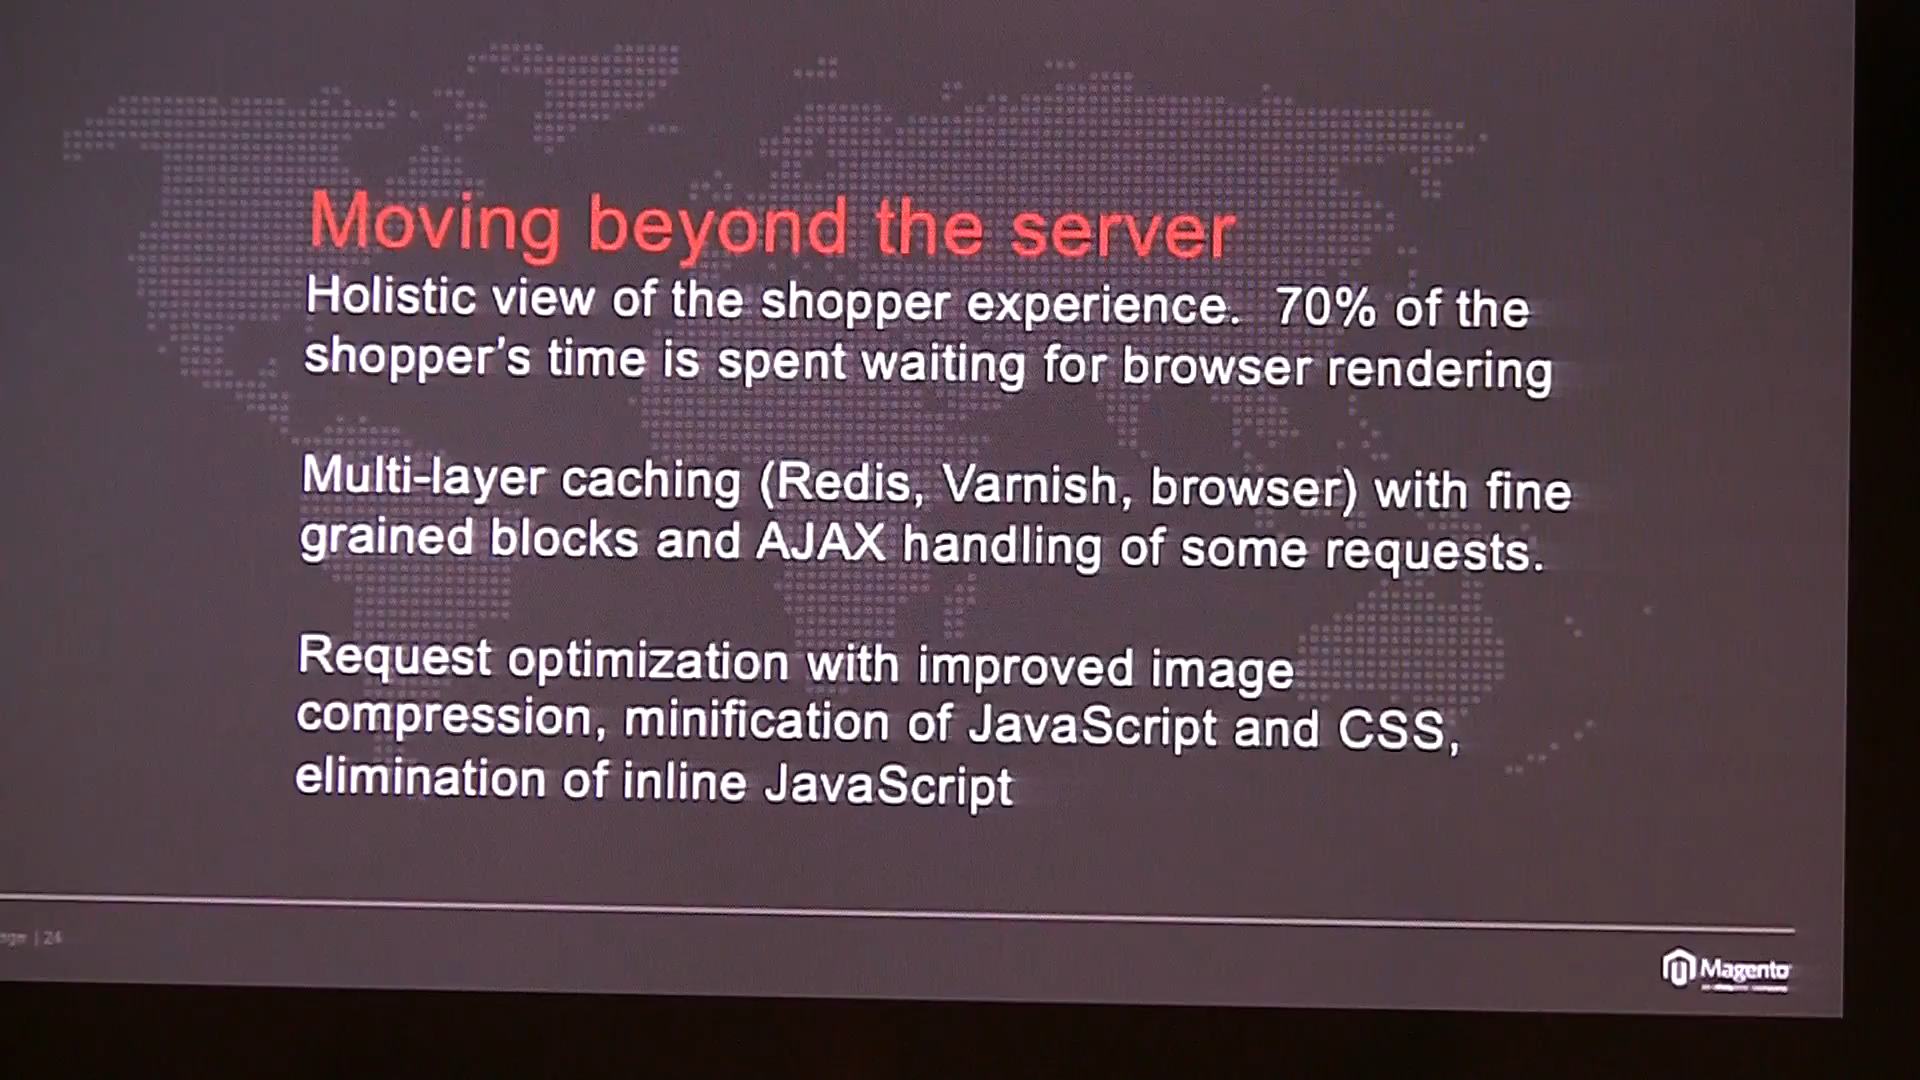 Moving beyond the server
Holistic view of the shopper experience. 70% of the
shopper's time is spent waiting for browser rendering
Multi-layer caching (Redis, Varnish, browser) with fine
grained blocks and AJAX handling of some requests.
Request optimization with improved image
compression, minification of JavaScript and CSS,
elimination of inline JavaScript
| 24
Magento